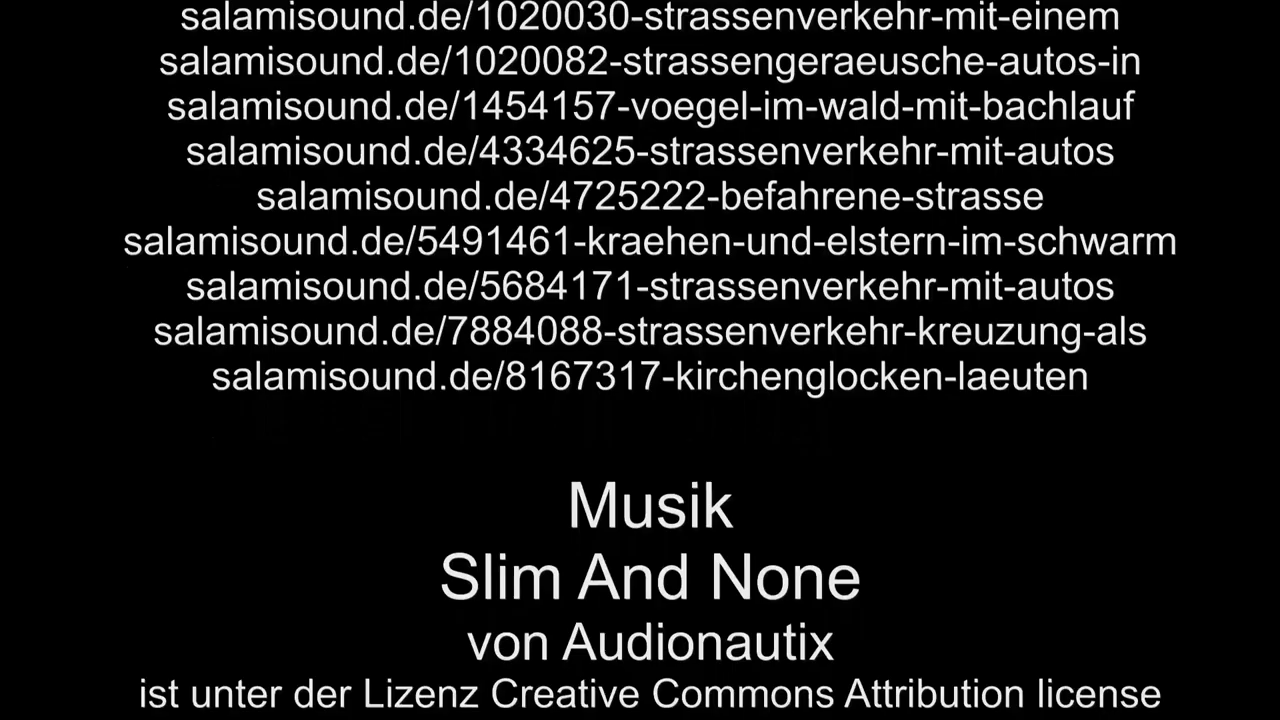 salamisound.de/1020030-strassenverkehr-mit-einem
salamisound.de/1020082-strassengeraeusche-autos-in
salamisound.de/1454157-voegel-im-wald-mit-bachlauf
salamisound.de/4334625-strassenverkehr-mit-autos
salamisound.de/4725222-befahrene-strasse
salamisound.de/5491461-kraehen-und-elstern-im-schwarm
salamisound.de/5684171-strassenverkehr-mit-autos
salamisound.de/7884088-strassenverkehr-kreuzung-als
salamisound.de/8167317-kirchenglocken-laeuten
Musik
Slim And None
von Audionautix
ist unter der Lizenz Creative Commons Attribution license